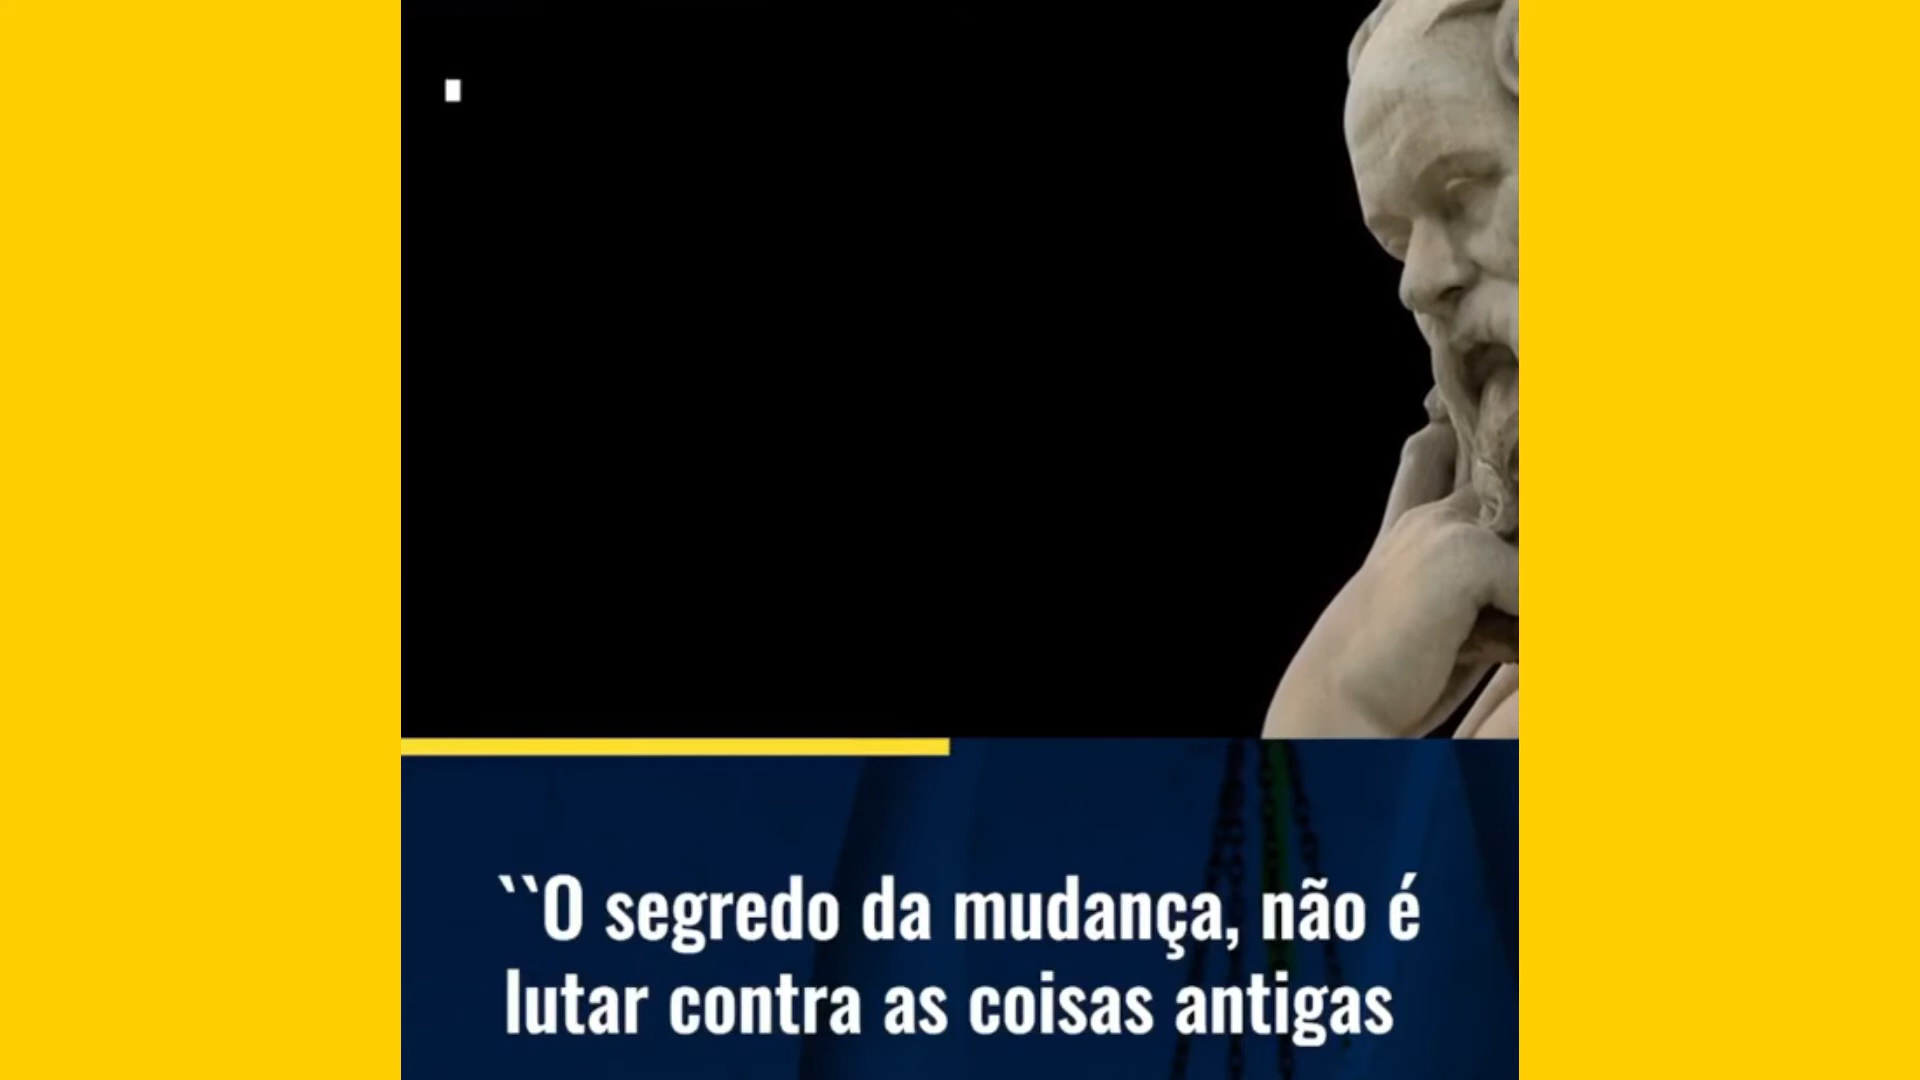 ``O segredo da mudança, não é
lutar contra as coisas antigas